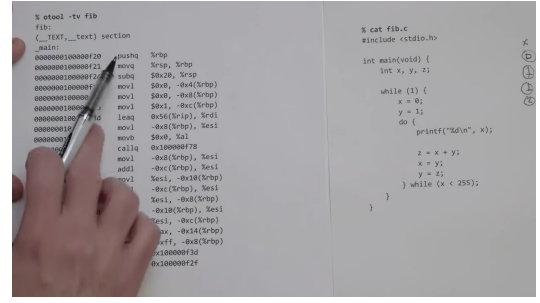 % otool -tv fib
fib:
(__TEXT,__text) section
_main:
0000000100000f20 pushq %rbp
0000000100000f21 movq %rsp, %rbp
0000000100000f24 subq $0x20, %rsp
movl $0x0, -0x4(%rbp)
movl $0x0, -0x8(%rbp)
movl $0x1, -0xc(%rbp)
leaq 0x56(%rip), %rdi
movl -0x8(%rbp), %esi
movb $0x0, %al
callq 0x100000f78
movl -0x8(%rbp), %esi
addl -0xc(%rbp), %esi
movl %esi, -0x10(%rbp)
-0xc(%rbp), %esi
%esi, -0x8(%rbp)
-0x10(%rbp), %esi
%esi, -0xc(%rbp)
-0x14(%rbp)
-0x8(%rbp)
0x100000f3d
0x100000f2f
% cat fib.c
#include <stdio.h>
int main(void) {
int x, y, z;
while (1) {
x = 0;
y = 1;
do {
printf("%d\n", x);
z = x + y;
x = y;
y = z;
} while (x < 255);
}
}